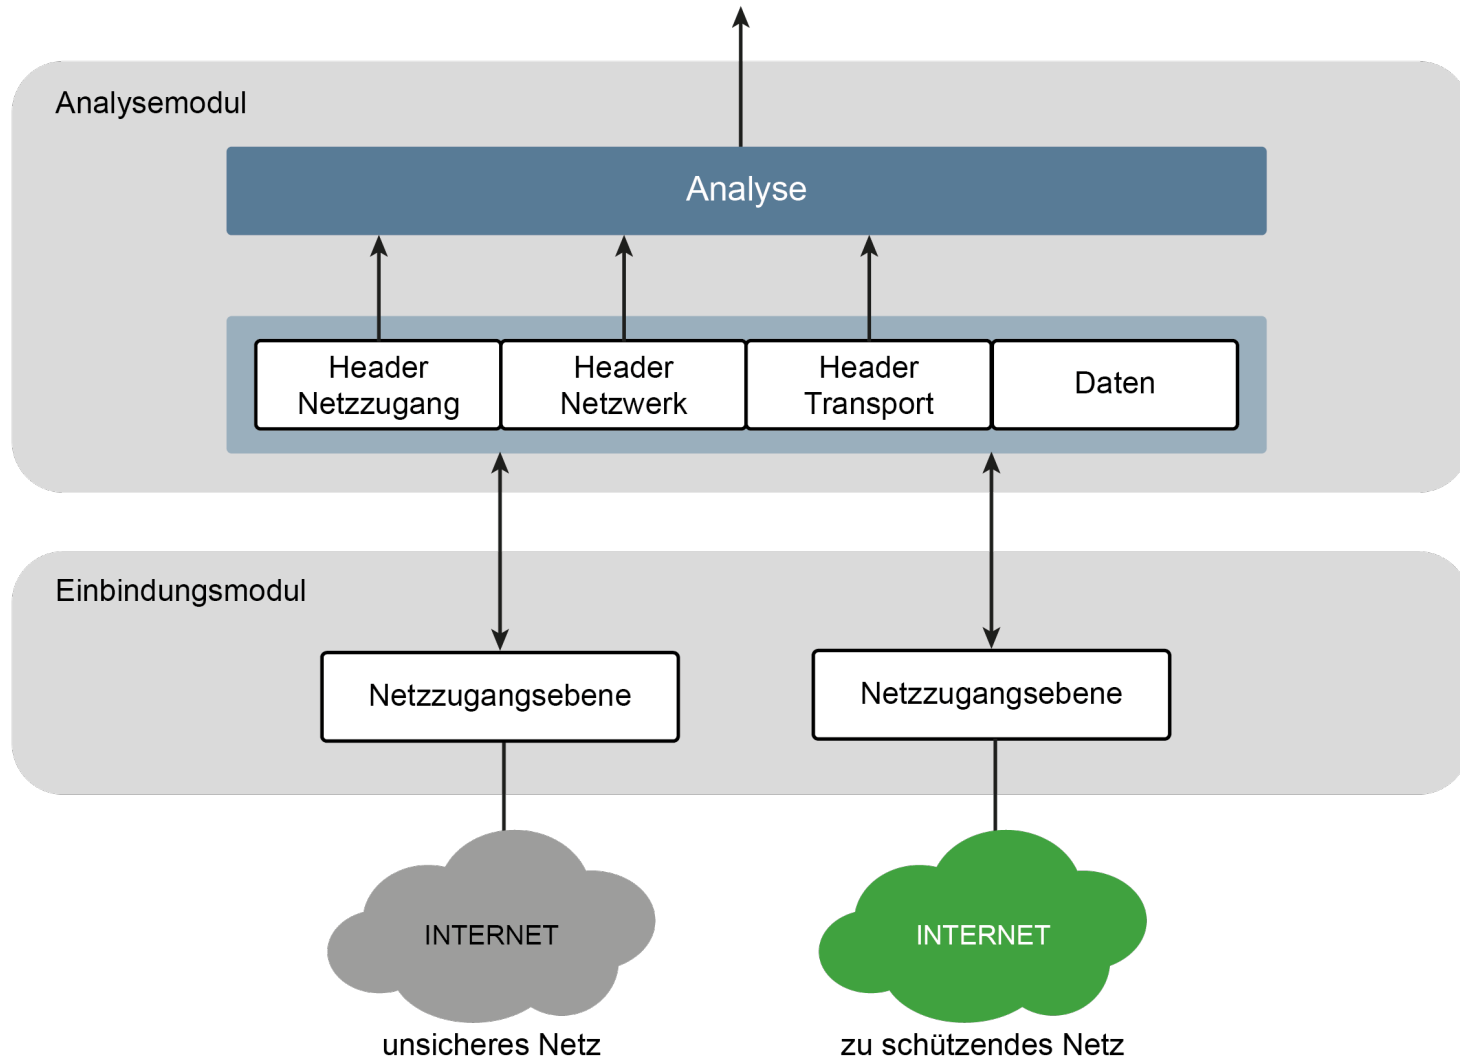 Analysemodul
Analyse
Header
Netzzugang
Header
Netzwerk
Header
Transport
Daten
Einbindungsmodul
Netzzugangsebene
Netzzugangsebene
INTERNET
INTERNET
unsicheres Netz
zu schützendes Netz